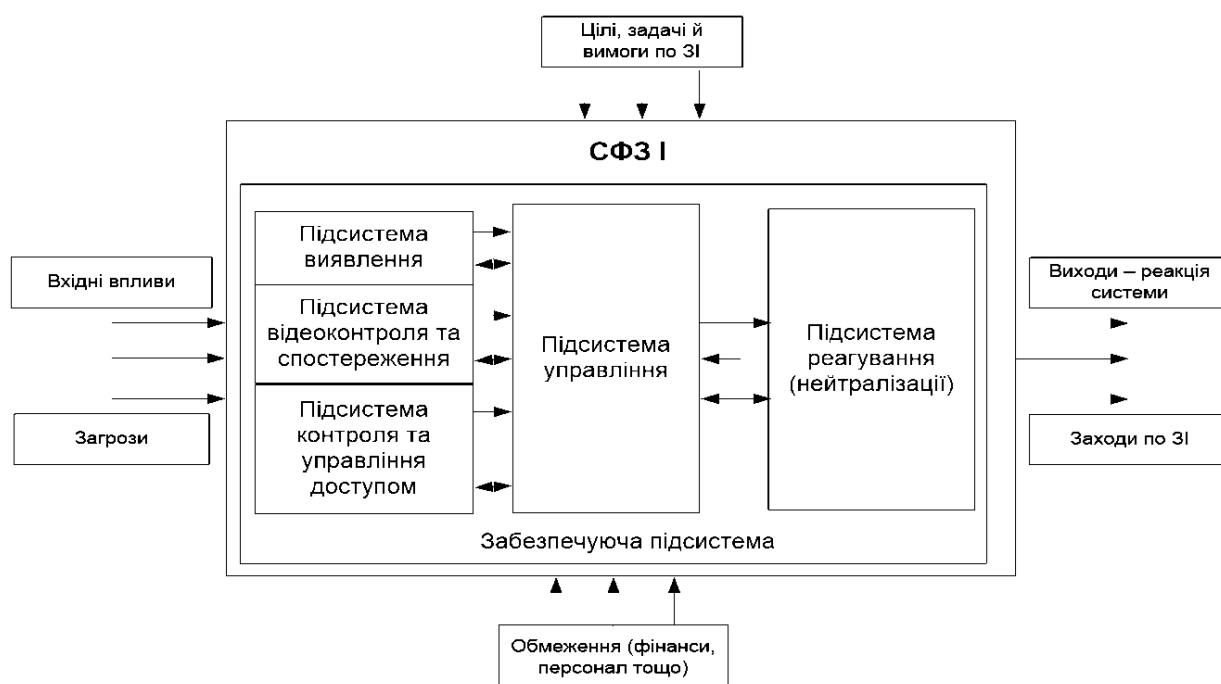 Цілі, задачі й
вимоги по ЗІ
СФЗ І
Підсистема
виявлення
Підсистема
відеоконтроля та
спостереження
Підсистема
контроля та
управління
доступом
Підсистема
управління
Підсистема
реагування
(нейтралізації)
Забезпечуюча підсистема
Вхідні впливи
Загрози
Виходи – реакція
системи
Заходи по ЗІ
Обмеження (фінанси,
персонал тощо)